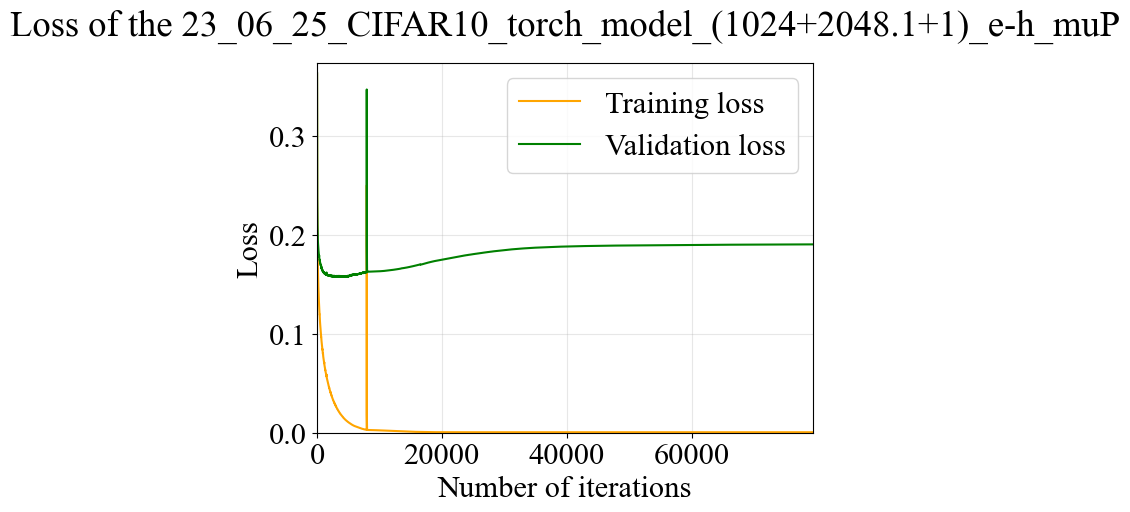 Loss of the 23_06_25_CIFAR10_torch_model_(1024+2048.1+1)_e-h_muP
Training loss
Validation loss
Loss
0.3
0.2
0.1
0.0
0 20000 40000 60000
Number of iterations